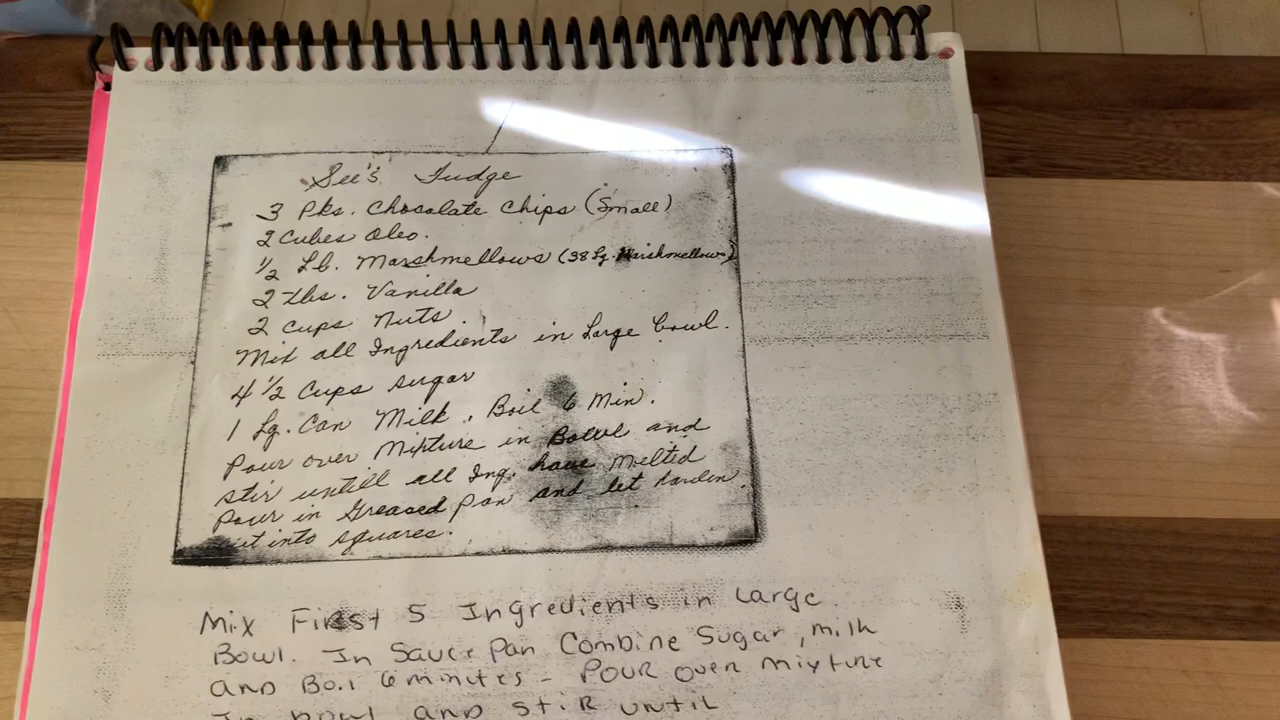 See's Fudge
3 Pks. Chocolate Chips (Small)
2 Cubes Oleo.
1/2 Lb. Marshmellows (38 Lg. Marshmellows)
2 Tbs. Vanilla
2 Cups Nuts.
Mix all Ingredients in Large bowl.
4 1/2 Cups sugar
1 Lg. Can Milk. Boil 6 Min.
Pour over Mixture in Bowl and
stir untill all Ing. have melted
Pour in Greased pan and let harden.
cut into squares.
Mix First 5 Ingredients in Large
Bowl. In Sauce Pan Combine Sugar, milk
and Boil 6 minutes - Pour over mixture
In bowl and stir until